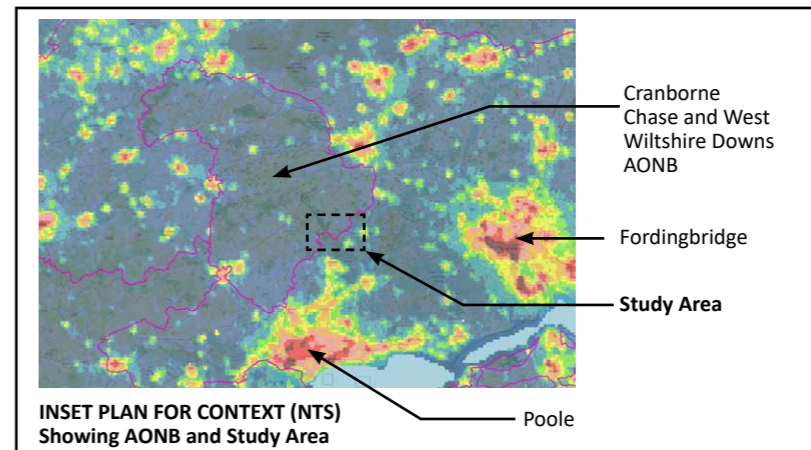 Cranborne
Chase and West
Wiltshire Downs
AONB
Fordingbridge
Study Area
Poole
INSET PLAN FOR CONTEXT (NTS)
Showing AONB and Study Area